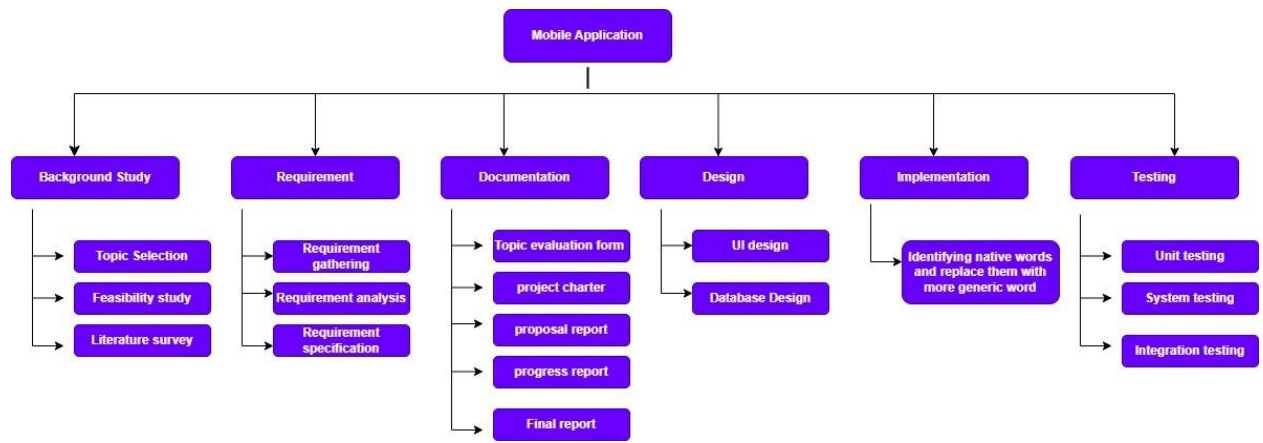 Mobile Application
Background Study
Requirement
Documentation
Design
Implementation
Testing
Topic Selection
Feasibility study
Literature survey
Requirement
gathering
Requirement analysis
Requirement
specification
Topic evaluation form
project charter
proposal report
progress report
Final report
UI design
Database Design
Identifying native words
and replace them with
more generic word
Unit testing
System testing
Integration testing